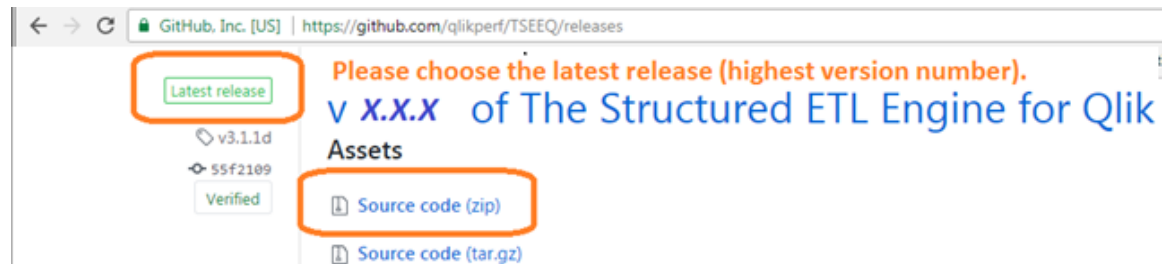 GitHub, Inc. [US] | https://github.com/qlikperf/TSEEQ/releases
Please choose the latest release (highest version number).
Latest release
v x.x.x of The Structured ETL Engine for Qlik
v3.1.1d
Assets
55f2109
Verified
Source code (zip)
Source code (tar.gz)